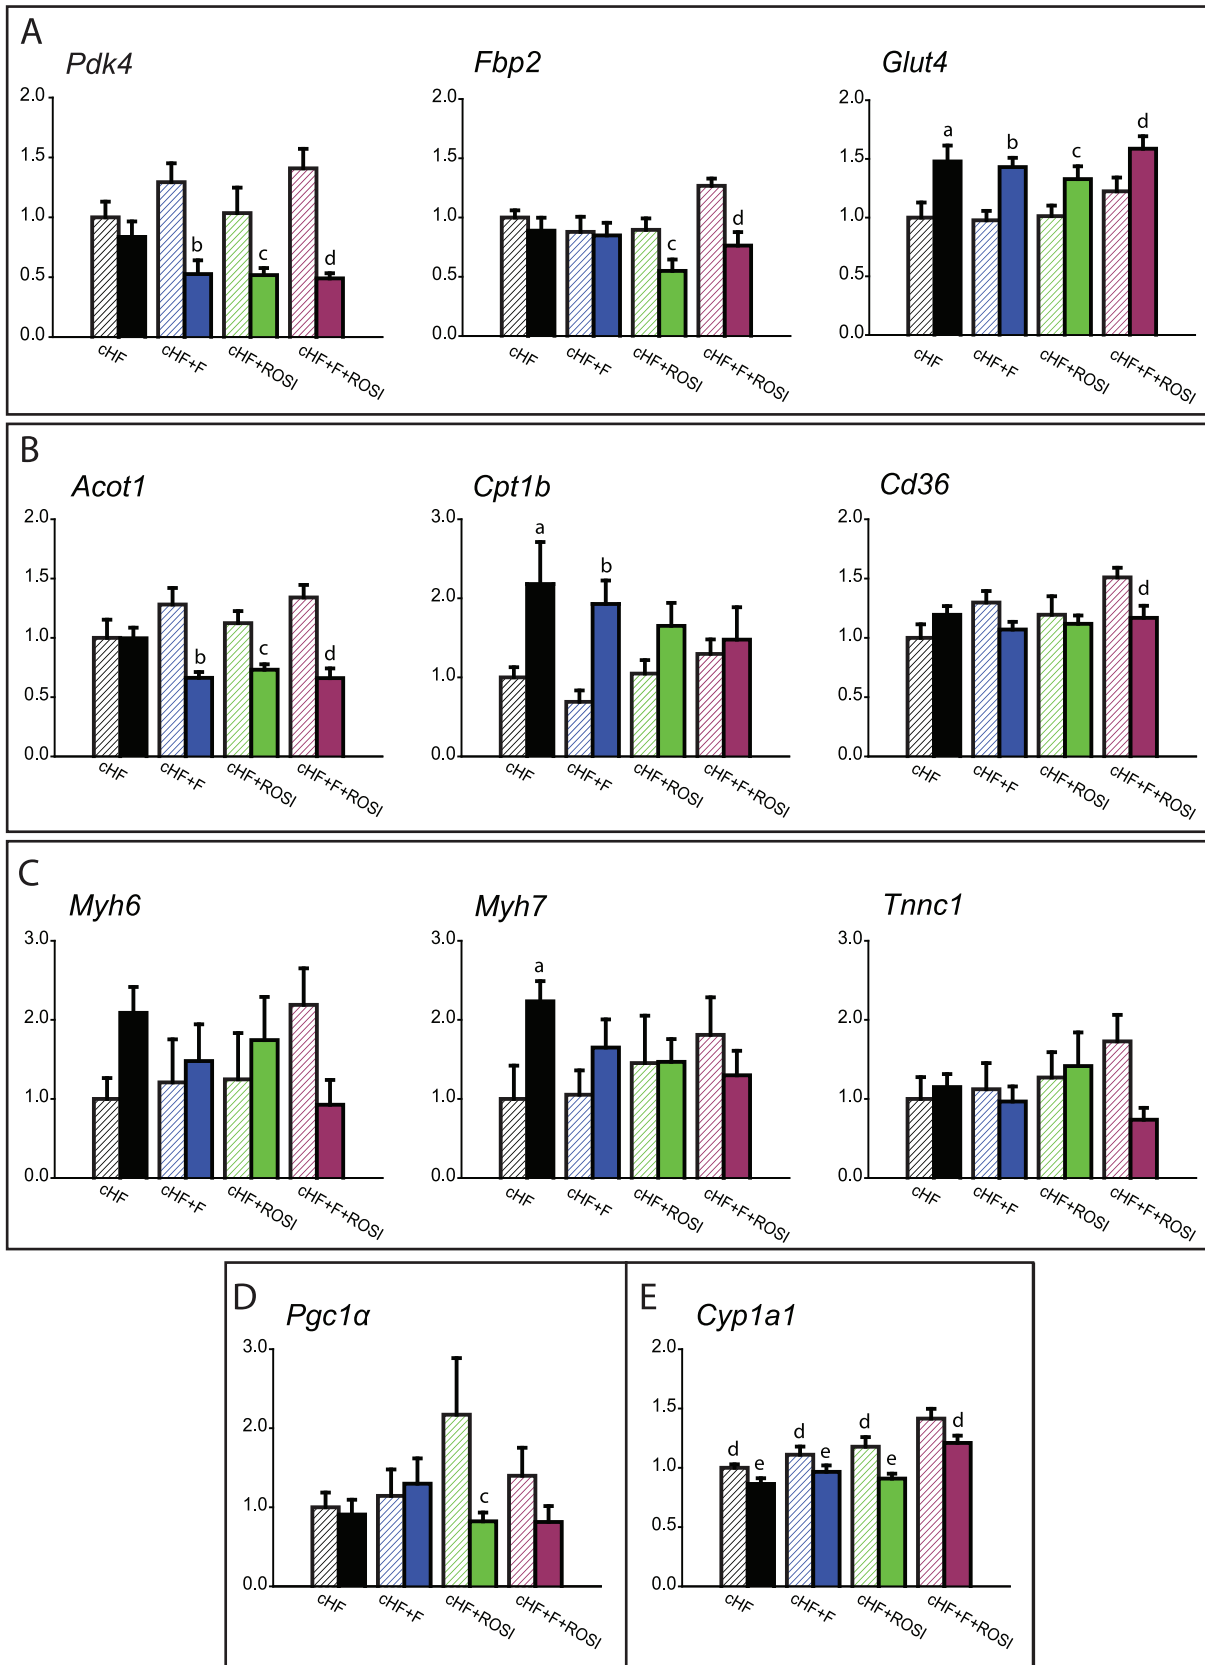 A
Pdk4 Fbp2 Glut4
2.0 1.5 1.0 0.5 0.0
b c d
cHF cHF+F cHF+ROSI cHF+F+ROSI
2.0 1.5 1.0 0.5 0.0
c d
cHF cHF+F cHF+ROSI cHF+F+ROSI
2.0 1.5 1.0 0.5 0.0
a b c d
cHF cHF+F cHF+ROSI cHF+F+ROSI
B
Acot1 Cpt1b Cd36
2.0 1.5 1.0 0.5 0.0
b c d
cHF cHF+F cHF+ROSI cHF+F+ROSI
3.0 2.0 1.0 0.0
a b
cHF cHF+F cHF+ROSI cHF+F+ROSI
2.0 1.5 1.0 0.5 0.0
d
cHF cHF+F cHF+ROSI cHF+F+ROSI
C
Myh6 Myh7 Tnnc1
3.0 2.0 1.0 0.0
cHF cHF+F cHF+ROSI cHF+F+ROSI
3.0 2.0 1.0 0.0
a
cHF cHF+F cHF+ROSI cHF+F+ROSI
3.0 2.0 1.0 0.0
cHF cHF+F cHF+ROSI cHF+F+ROSI
D
Pgc1α
3.0 2.0 1.0 0.0
c
cHF cHF+F cHF+ROSI cHF+F+ROSI
E
Cyp1a1
2.0 1.5 1.0 0.5 0.0
d e d e d e d
cHF cHF+F cHF+ROSI cHF+F+ROSI